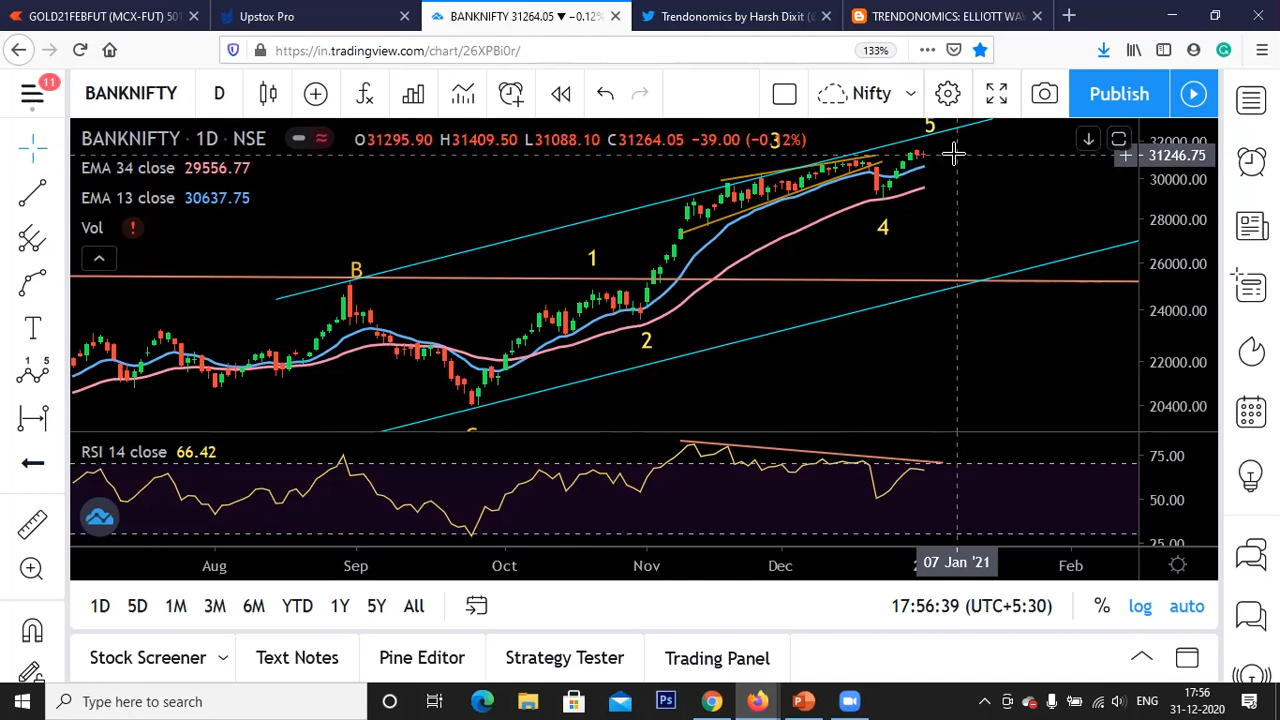 GOLD21FEBFUT (MCX-FUT) 501
Upstox Pro
BANKNIFTY 31264.05 ▼ −0.12%
Trendonomics by Harsh Dixit
TRENDONOMICS: ELLIOTT WA
https://in.tradingview.com/chart/26XPBi0r/
133%
11
BANKNIFTY
D
Nifty
Publish
BANKNIFTY · 1D · NSE
O31295.90 H31409.50 L31088.10 C31264.05 −39.00 (−0.12%)
EMA 34 close 29556.77
EMA 13 close 30637.75
Vol
B
1
2
3
4
5
32000.00
31246.75
30000.00
28000.00
26000.00
24000.00
22000.00
20400.00
RSI 14 close 66.42
75.00
50.00
25.00
Aug
Sep
Oct
Nov
Dec
07 Jan '21
Feb
1D 5D 1M 3M 6M YTD 1Y 5Y All
17:56:39 (UTC+5:30)
% log auto
Stock Screener
Text Notes
Pine Editor
Strategy Tester
Trading Panel
Type here to search
ENG
17:56
31-12-2020